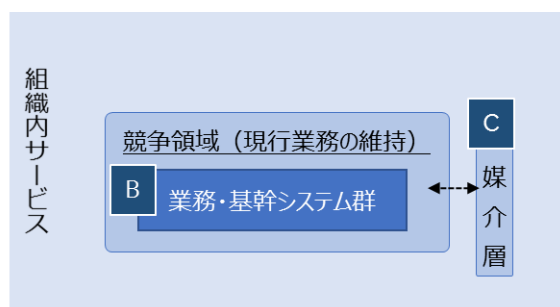 組織内サービス
競争領域（現行業務の維持）
B
業務・基幹システム群
C
媒介層